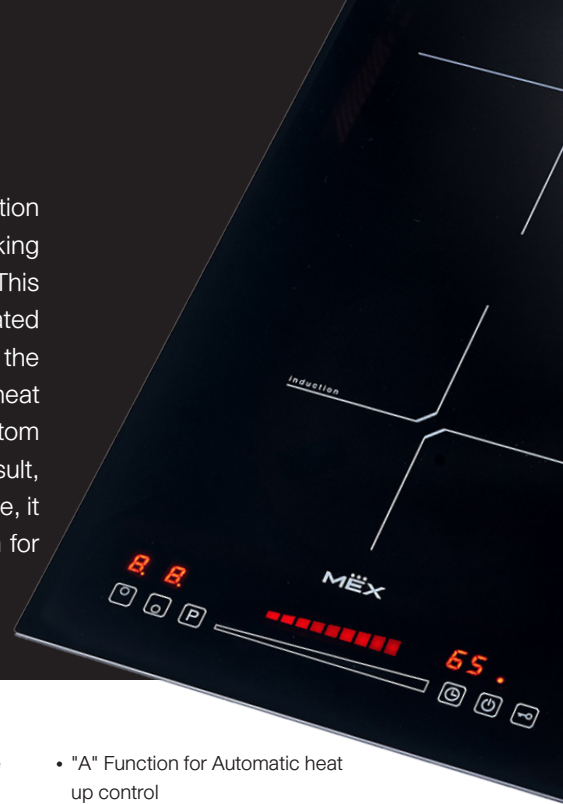 tion
king
This
ated
the
heat
tom
sult,
e, it
for
induction
8. 8.
MËX
P
65.
• "A" Function for Automatic heat
up control